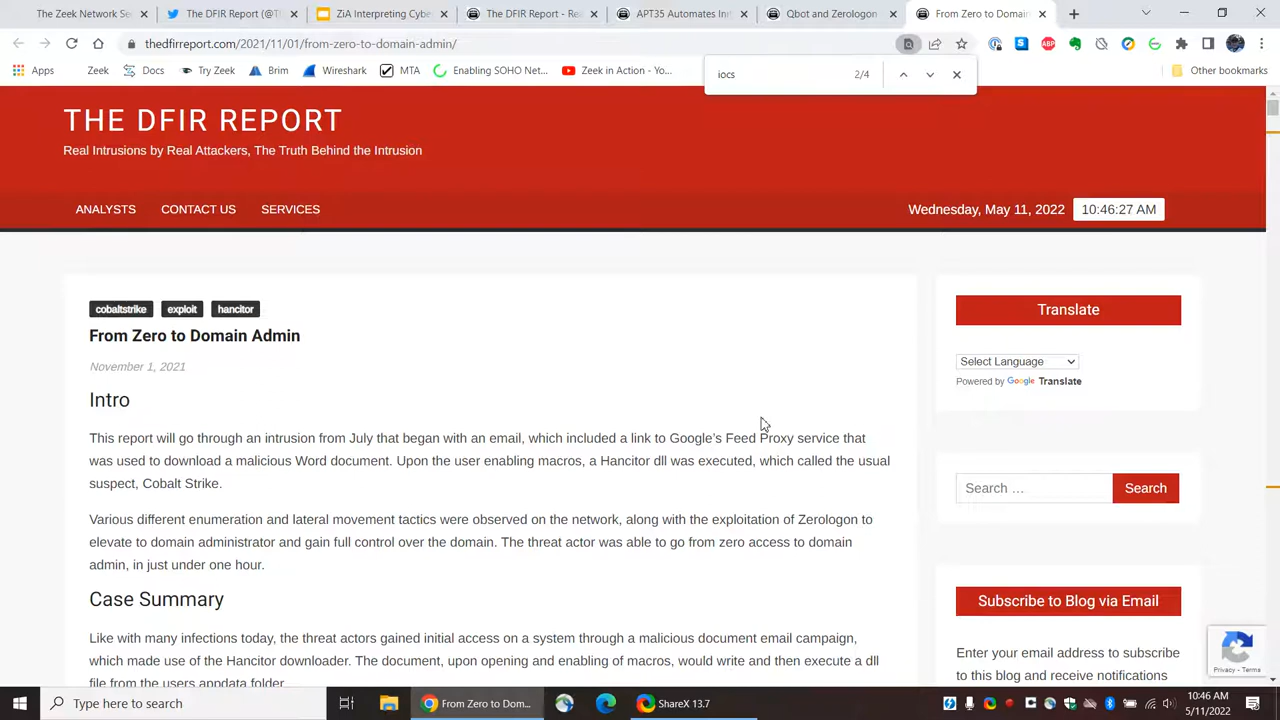 The Zeek Network Sec
The DFIR Report (@Th
ZiA Interpreting Cyber
The DFIR Report - Rea
APT35 Automates Initi
Qbot and Zerologon
From Zero to Domain
thedfirreport.com/2021/11/01/from-zero-to-domain-admin/
Apps
Zeek
Docs
Try Zeek
Brim
Wireshark
MTA
Enabling SOHO Net...
Zeek in Action - Yo...
Other bookmarks
iocs
2/4
THE DFIR REPORT
Real Intrusions by Real Attackers, The Truth Behind the Intrusion
ANALYSTS CONTACT US SERVICES
Wednesday, May 11, 2022 10:46:27 AM
cobaltstrike exploit hancitor
From Zero to Domain Admin
November 1, 2021
Intro
This report will go through an intrusion from July that began with an email, which included a link to Google's Feed Proxy service that
was used to download a malicious Word document. Upon the user enabling macros, a Hancitor dll was executed, which called the usual
suspect, Cobalt Strike.
Various different enumeration and lateral movement tactics were observed on the network, along with the exploitation of Zerologon to
elevate to domain administrator and gain full control over the domain. The threat actor was able to go from zero access to domain
admin, in just under one hour.
Case Summary
Like with many infections today, the threat actors gained initial access on a system through a malicious document email campaign,
which made use of the Hancitor downloader. The document, upon opening and enabling of macros, would write and then execute a dll
file from the users appdata folder.
Translate
Select Language
Powered by Google Translate
Search …
Search
Subscribe to Blog via Email
Enter your email address to subscribe
to this blog and receive notifications
Privacy - Terms
Type here to search
From Zero to Dom...
ShareX 13.7
10:46 AM
5/11/2022